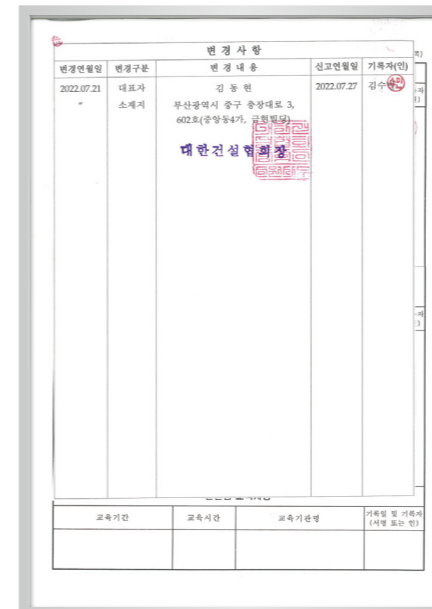 변 경 사 항
변경연월일 변경구분 변 경 내 용 신고연월일 기록자(인)
2022.07.21 대표자 김 동 현 2022.07.27 김수
〃 소재지 부산광역시 중구 충장대로 3,
602호(중앙동4가, 금힐빌딩)
대한건설협회장
교육기간 교육시간 교육기관명 기록일 및 기록자
(서명 또는 인)